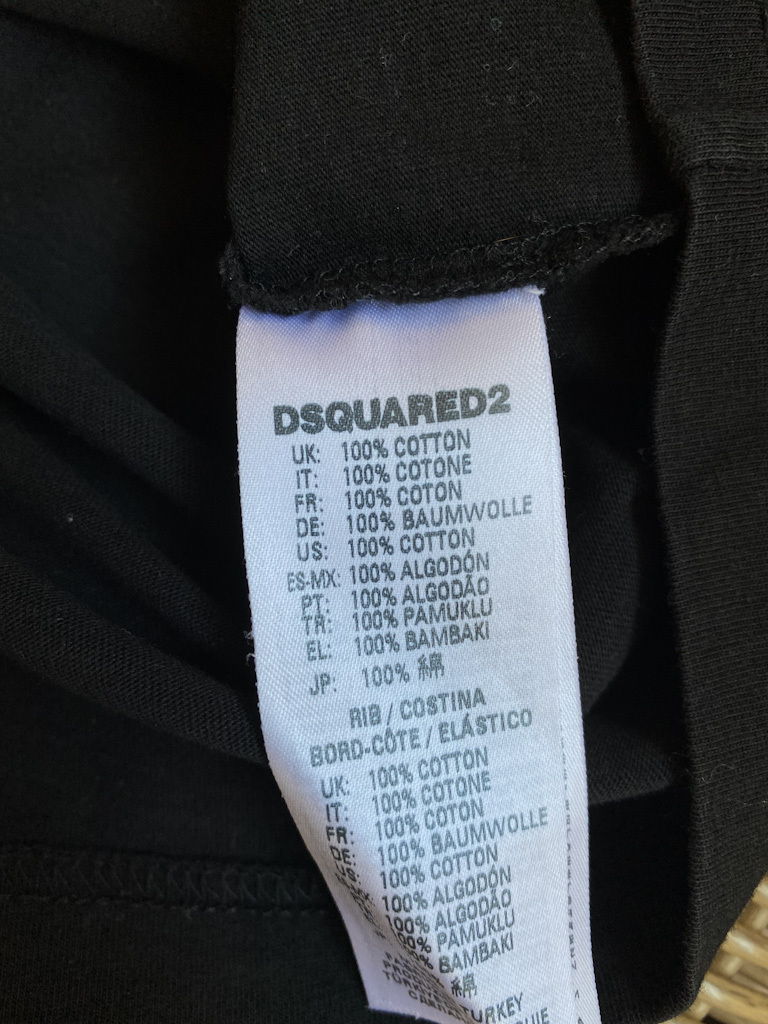 DSQUARED2
UK: 100% COTTON
IT: 100% COTONE
FR: 100% COTON
DE: 100% BAUMWOLLE
US: 100% COTTON
ES-MX: 100% ALGODÓN
PT: 100% ALGODÃO
TR: 100% PAMUKLU
EL: 100% BAMBAKI
JP: 100% 綿
RIB / COSTINA
BORD-CÔTE / ELÁSTICO
UK: 100% COTTON
IT: 100% COTONE
FR: 100% COTON
DE: 100% BAUMWOLLE
US: 100% COTTON
100% ALGODÓN
100% ALGODÃO
100% PAMUKLU
100% BAMBAKI
綿
TURKEY